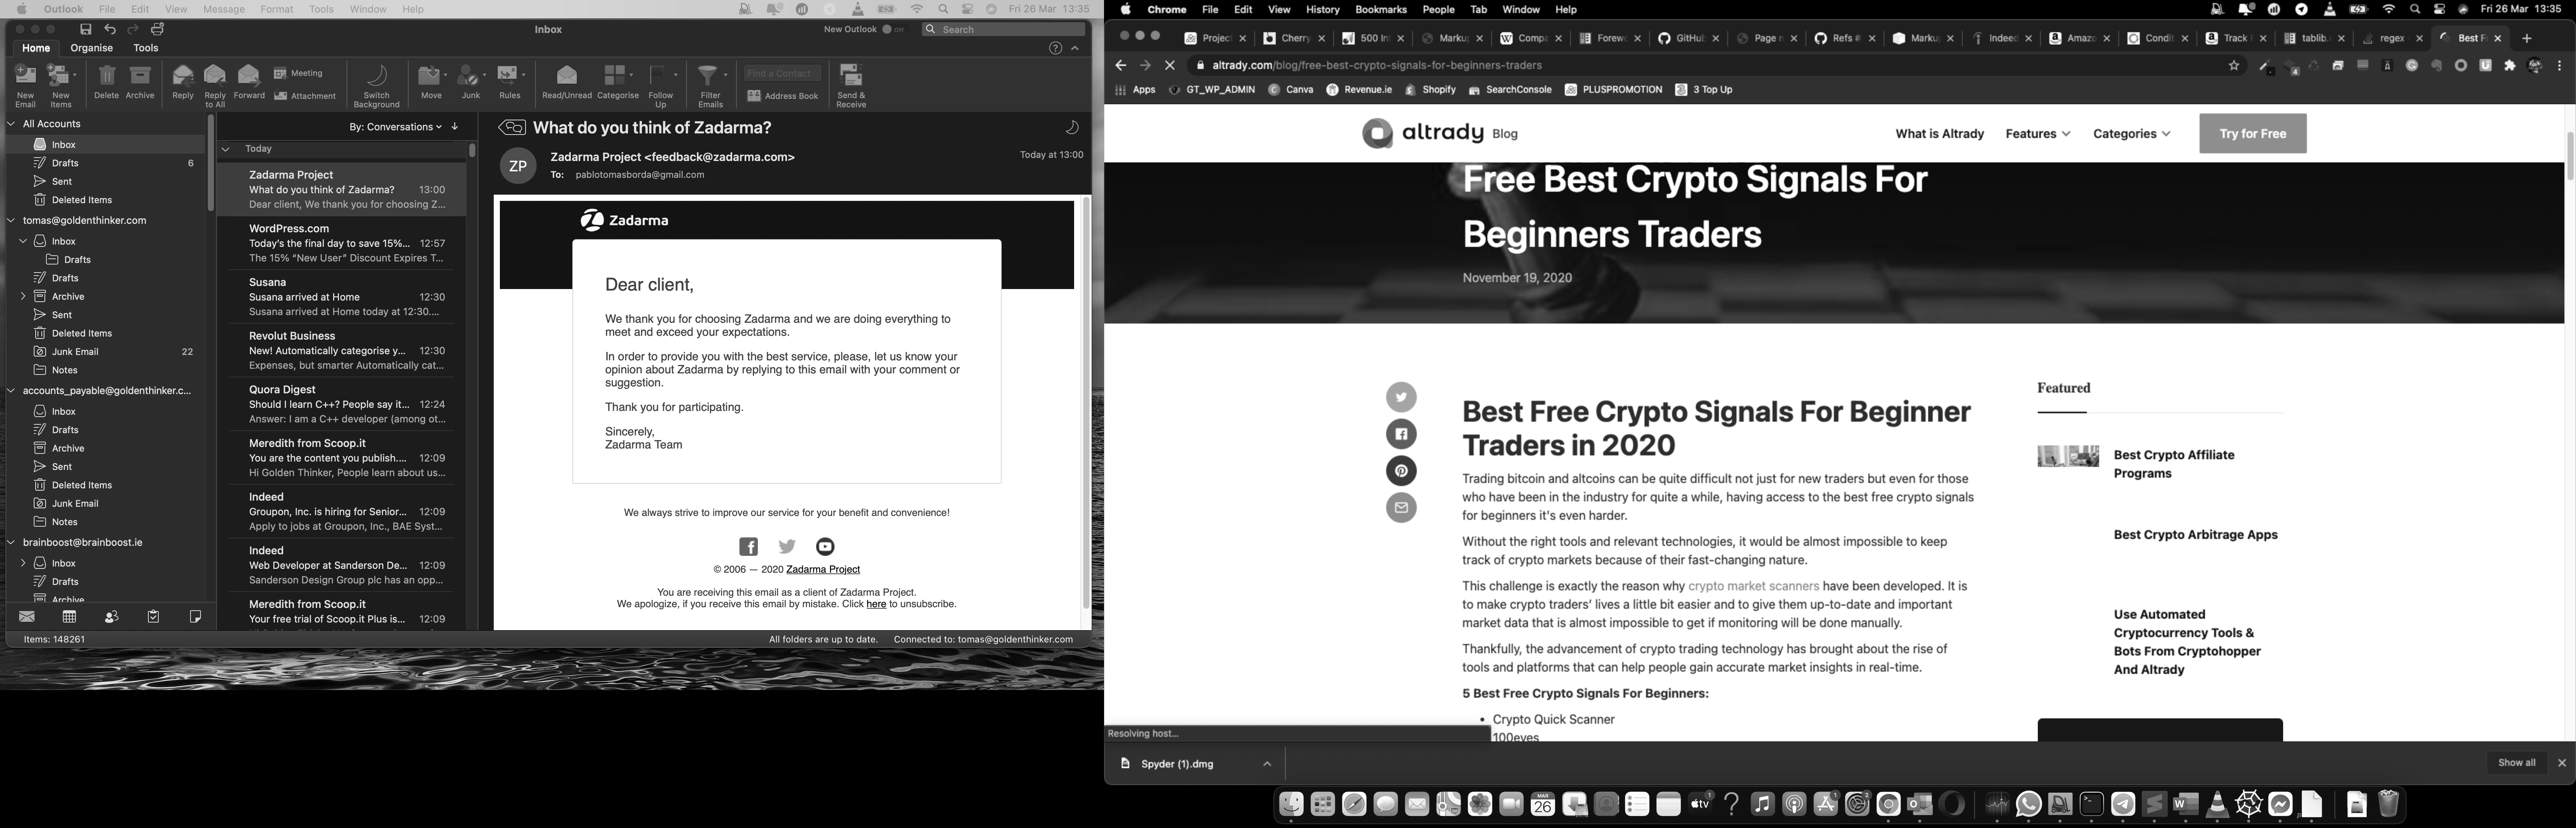 Outlook File Edit View Message Format Tools Window Help
Fri 26 Mar 13:35
Inbox
New Outlook
Search
Home Organise Tools
New Email
New Items
Delete
Archive
Reply
Reply to All
Forward
Meeting
Attachment
Switch Background
Move
Junk
Rules
Read/Unread
Categorise
Follow Up
Filter Emails
Find a Contact
Address Book
Send & Receive
All Accounts
Inbox
Drafts 6
Sent
Deleted Items
tomas@goldenthinker.com
Inbox
Drafts
Drafts
Archive
Sent
Deleted Items
Junk Email 22
Notes
accounts_payable@goldenthinker.c...
Inbox
Drafts
Archive
Sent
Deleted Items
Junk Email
Notes
brainboost@brainboost.ie
Inbox
Drafts
Archive
Items: 148261
By: Conversations
Today
Zadarma Project
What do you think of Zadarma? 13:00
Dear client, We thank you for choosing Z...
WordPress.com
Today's the final day to save 15%... 12:57
The 15% "New User" Discount Expires T...
Susana
Susana arrived at Home 12:30
Susana arrived at Home today at 12:30....
Revolut Business
New! Automatically categorise y... 12:30
Expenses, but smarter Automatically cat...
Quora Digest
Should I learn C++? People say it... 12:24
Answer: I am a C++ developer (among ot...
Meredith from Scoop.it
You are the content you publish.... 12:09
Hi Golden Thinker, People learn about us...
Indeed
Groupon, Inc. is hiring for Senior... 12:09
Apply to jobs at Groupon, Inc., BAE Syst...
Indeed
Web Developer at Sanderson De... 12:09
Sanderson Design Group plc has an opp...
Meredith from Scoop.it
Your free trial of Scoop.it Plus is... 12:09
What do you think of Zadarma?
ZP
Zadarma Project <feedback@zadarma.com>
Today at 13:00
To: pablotomasborda@gmail.com
Zadarma
Dear client,
We thank you for choosing Zadarma and we are doing everything to
meet and exceed your expectations.
In order to provide you with the best service, please, let us know your
opinion about Zadarma by replying to this email with your comment or
suggestion.
Thank you for participating.
Sincerely,
Zadarma Team
We always strive to improve our service for your benefit and convenience!
© 2006 — 2020 Zadarma Project
You are receiving this email as a client of Zadarma Project.
We apologize, if you receive this email by mistake. Click here to unsubscribe.
All folders are up to date. Connected to: tomas@goldenthinker.com
Chrome File Edit View History Bookmarks People Tab Window Help
Fri 26 Mar 13:35
Project Cherry 500 In Marku Comp Forew GitHub Page n Refs # Marku Indeed Amazo Condit Track tablib. regex Best F
altrady.com/blog/free-best-crypto-signals-for-beginners-traders
Apps GT_WP_ADMIN Canva Revenue.ie Shopify SearchConsole PLUSPROMOTION 3 Top Up
altrady Blog
What is Altrady Features Categories Try for Free
Free Best Crypto Signals For
Beginners Traders
November 19, 2020
Best Free Crypto Signals For Beginner
Traders in 2020
Trading bitcoin and altcoins can be quite difficult not just for new traders but even for those
who have been in the industry for quite a while, having access to the best free crypto signals
for beginners it's even harder.
Without the right tools and relevant technologies, it would be almost impossible to keep
track of crypto markets because of their fast-changing nature.
This challenge is exactly the reason why crypto market scanners have been developed. It is
to make crypto traders' lives a little bit easier and to give them up-to-date and important
market data that is almost impossible to get if monitoring will be done manually.
Thankfully, the advancement of crypto trading technology has brought about the rise of
tools and platforms that can help people gain accurate market insights in real-time.
5 Best Free Crypto Signals For Beginners:
Crypto Quick Scanner
100eyes
Featured
Best Crypto Affiliate
Programs
Best Crypto Arbitrage Apps
Use Automated
Cryptocurrency Tools &
Bots From Cryptohopper
And Altrady
Resolving host...
Spyder (1).dmg
Show all
MAR
26
tv